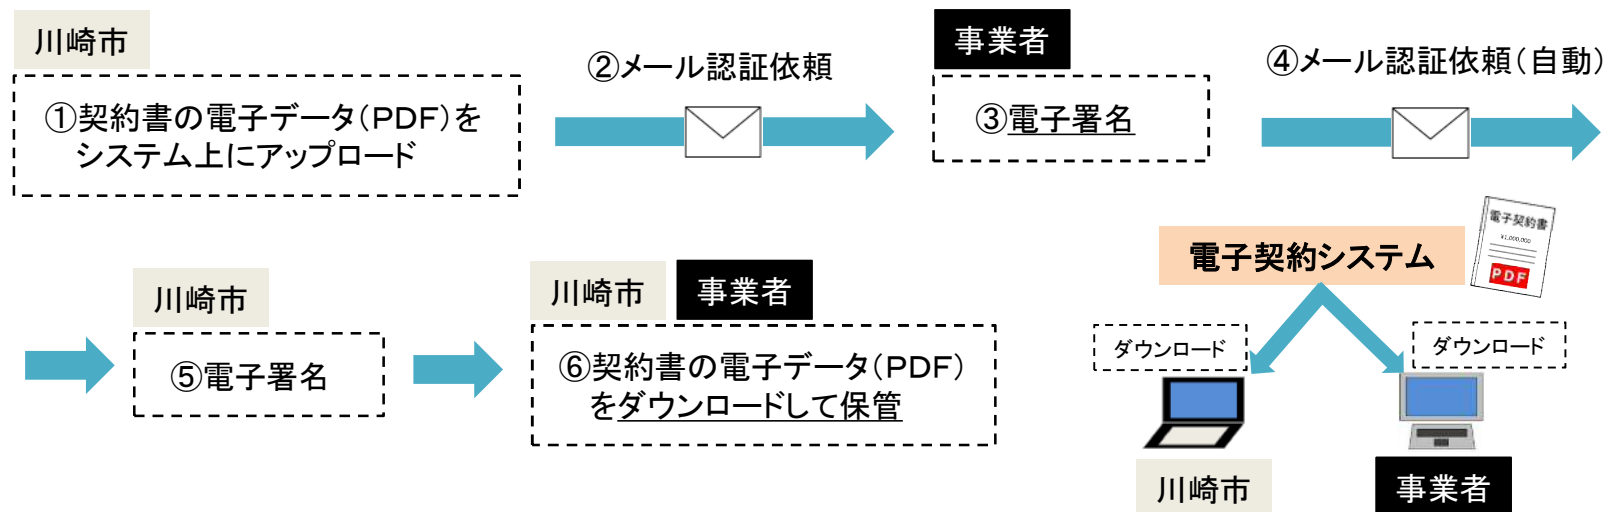 川崎市
①契約書の電子データ(PDF)を
システム上にアップロード
②メール認証依頼
事業者
③電子署名
④メール認証依頼(自動)
川崎市
⑤電子署名
川崎市 事業者
⑥契約書の電子データ(PDF)
をダウンロードして保管
電子契約システム
電子契約書
¥1,000,000
PDF
ダウンロード
ダウンロード
川崎市
事業者